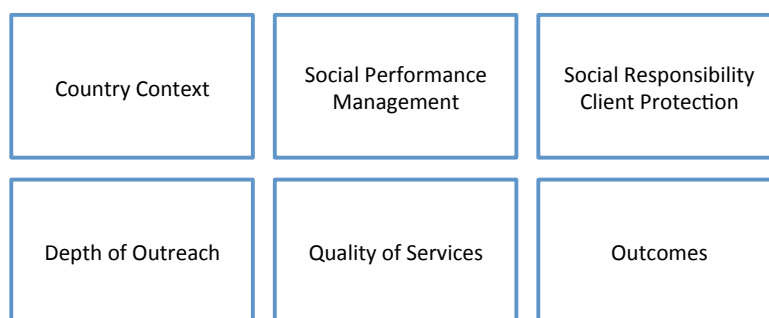 Country Context
Social Performance
Management
Social Responsibility
Client Protection
Depth of Outreach
Quality of Services
Outcomes